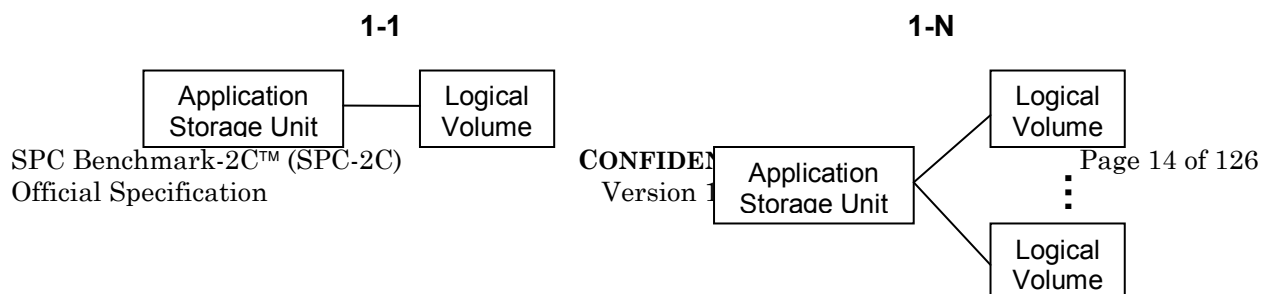 1-1
1-N
Application
Storage Unit
Logical
Volume
Logical
Volume
SPC Benchmark-2C™ (SPC-2C)
Page 14 of 126
Official Specification
Version
Application
Storage Unit
Logical
Volume